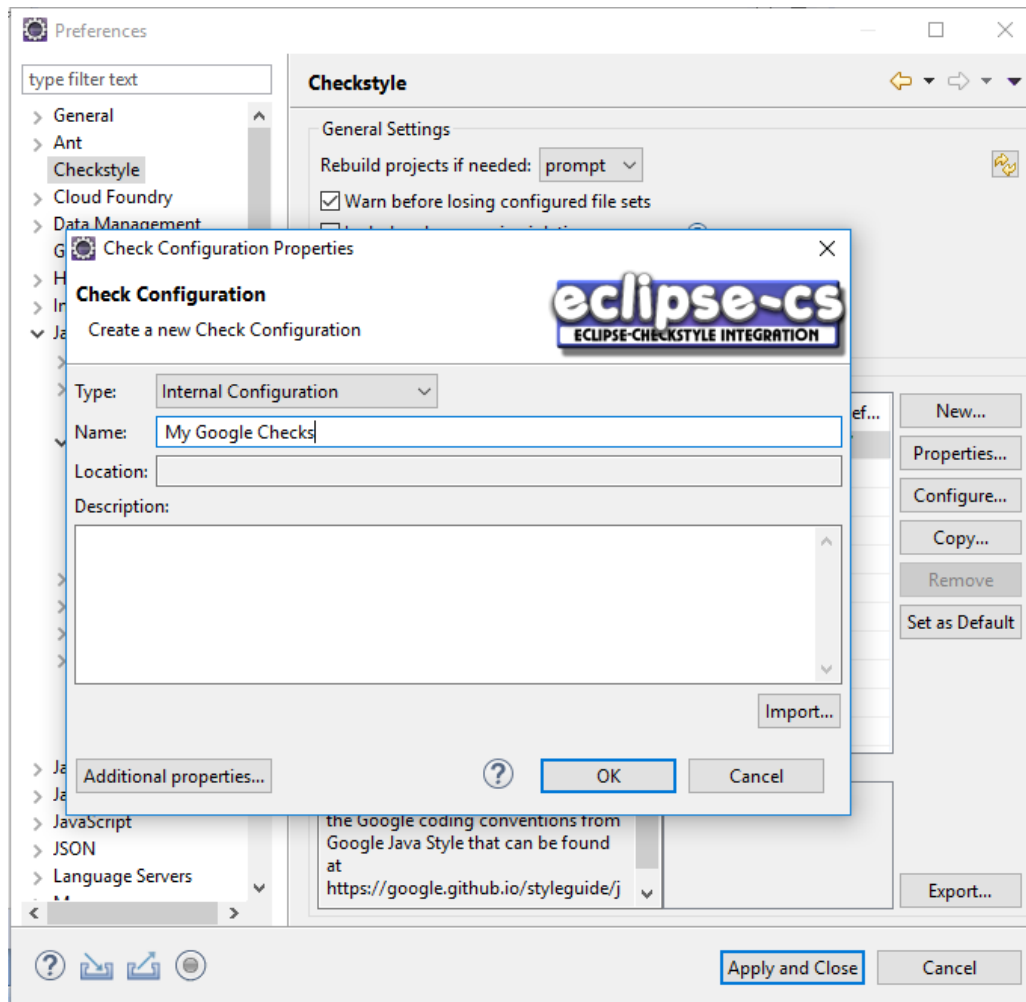 Preferences
type filter text
General
Ant
Checkstyle
Cloud Foundry
Data Management
Checkstyle
General Settings
Rebuild projects if needed: prompt
Warn before losing configured file sets
Check Configuration Properties
Check Configuration
Create a new Check Configuration
eclipse-cs
ECLIPSE-CHECKSTYLE INTEGRATION
Type: Internal Configuration
Name: My Google Checks
Location:
Description:
Import...
Additional properties...
?
OK
Cancel
ef...
New...
Properties...
Configure...
Copy...
Remove
Set as Default
JavaScript
JSON
Language Servers
the Google coding conventions from
Google Java Style that can be found
at
https://google.github.io/styleguide/j
Export...
?
Apply and Close
Cancel